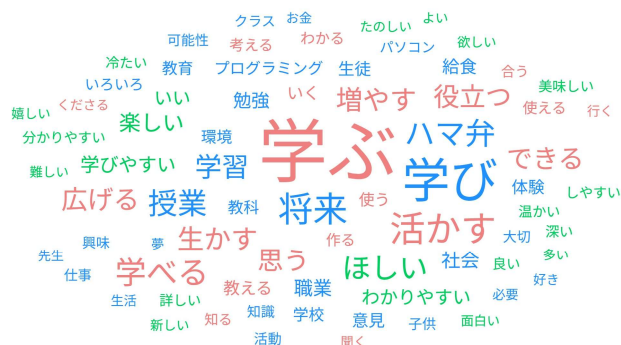 クラス お金
たのしい よい
可能性 考える わかる パソコン 欲しい
冷たい 教育 プログラミング 生徒 給食 合う
いろいろ いい 勉強 いく 増やす 役立つ 美味しい
嬉しい くださる 使える 行く
分かりやすい 楽しい 環境 学ぶ ハマ弁
難しい 学びやすい 学習 学び できる
広げる 授業 教科 将来 使う 体験 しやすい
温かい
興味 夢 生かす 作る 活かす 大切 深い
先生 思う 社会 良い 多い
仕事 学べる ほしい 好き
生活 詳しい 教える 職業 わかりやすい 必要
新しい 知る 知識 学校 意見 子供 面白い
活動 聞く